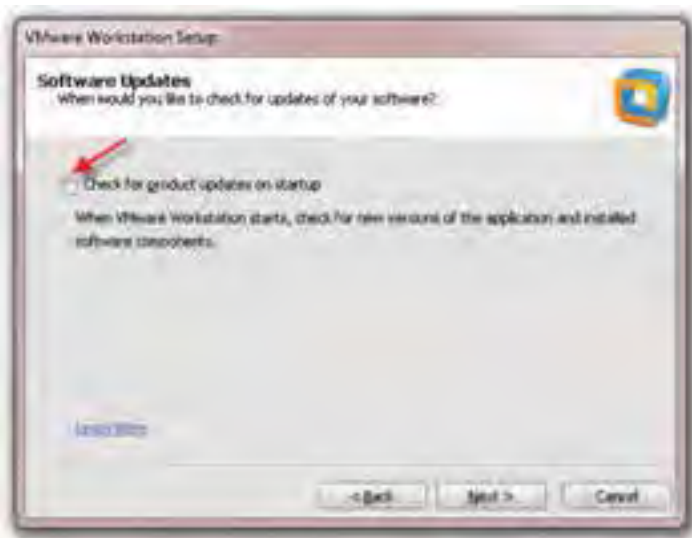 VMware Workstation Setup
Software Updates
When would you like to check for updates of your software?
Check for product updates on startup
When VMware Workstation starts, check for new versions of the application and installed
software components.
Learn More
< Back
Next >
Cancel